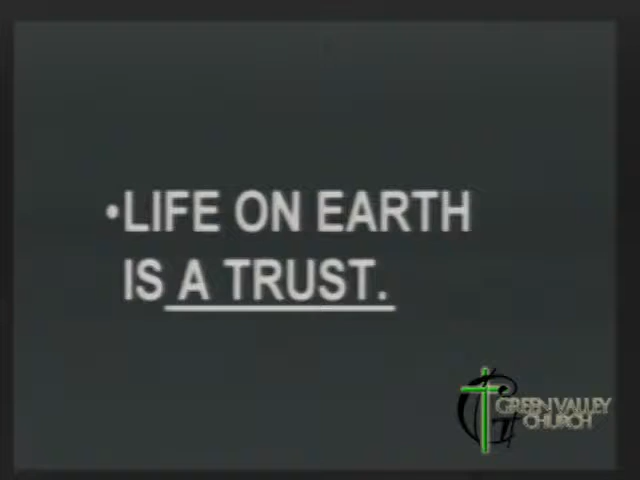 •LIFE ON EARTH
IS A TRUST.
GREEN VALLEY
CHURCH